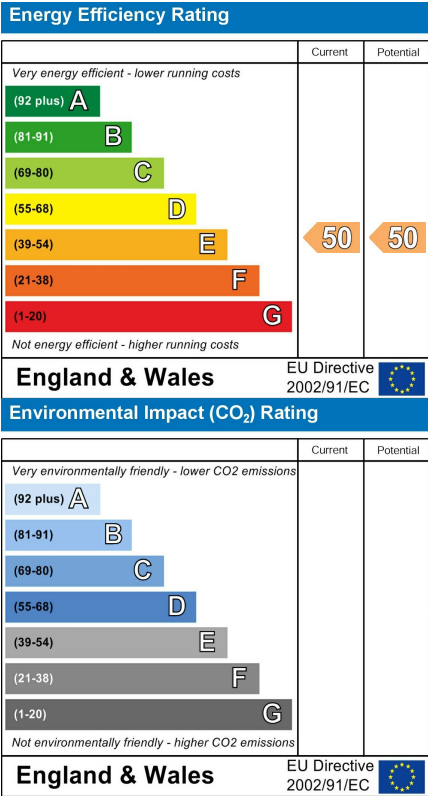 Energy Efficiency Rating
Current Potential
Very energy efficient - lower running costs
(92 plus) A
(81-91) B
(69-80) C
(55-68) D
(39-54) E 50 50
(21-38) F
(1-20) G
Not energy efficient - higher running costs
England & Wales EU Directive 2002/91/EC
Environmental Impact (CO₂) Rating
Current Potential
Very environmentally friendly - lower CO2 emissions
(92 plus) A
(81-91) B
(69-80) C
(55-68) D
(39-54) E
(21-38) F
(1-20) G
Not environmentally friendly - higher CO2 emissions
England & Wales EU Directive 2002/91/EC